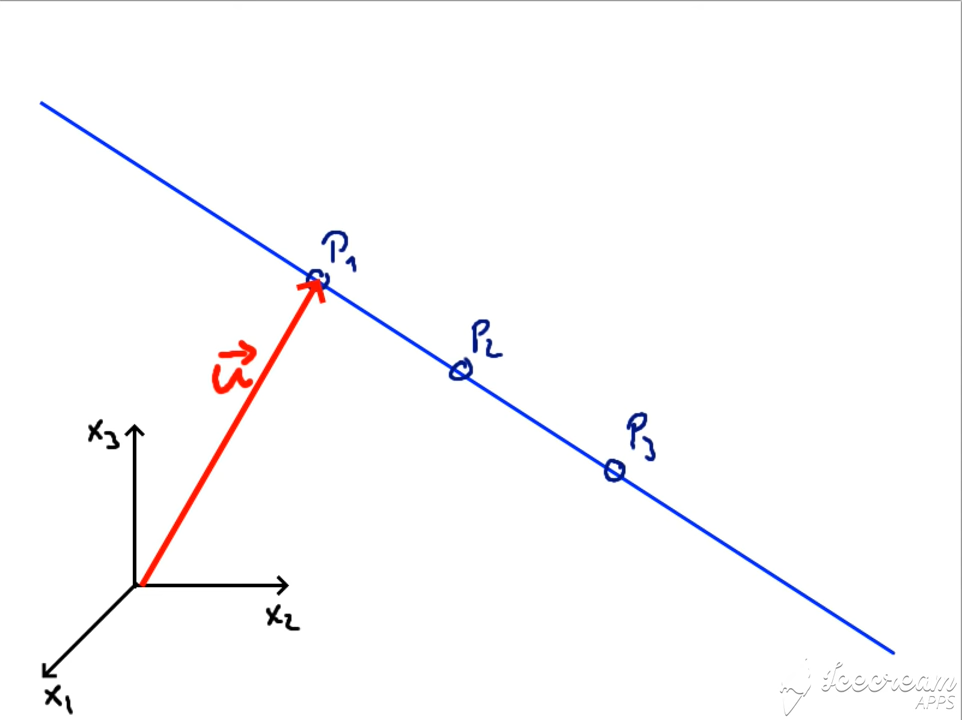 P₁
P₂
u⃗
P₃
x₃
x₂
x₁
Icecream
APPS